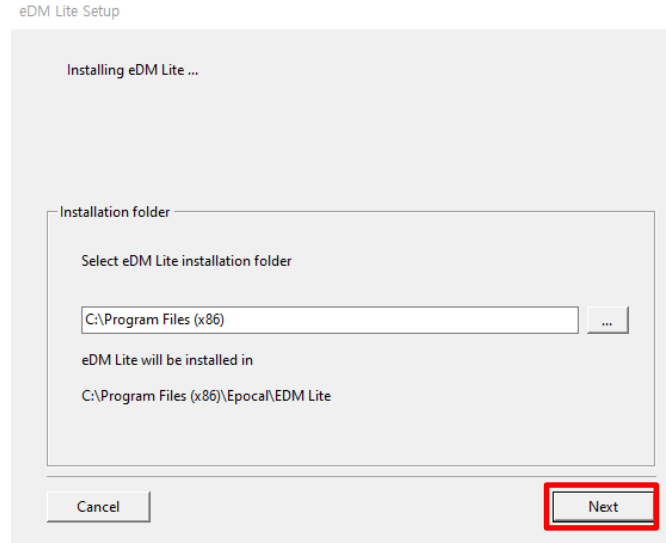 eDM Lite Setup
Installing eDM Lite ...
Installation folder
Select eDM Lite installation folder
C:\Program Files (x86)
...
eDM Lite will be installed in
C:\Program Files (x86)\Epocal\EDM Lite
Cancel
Next